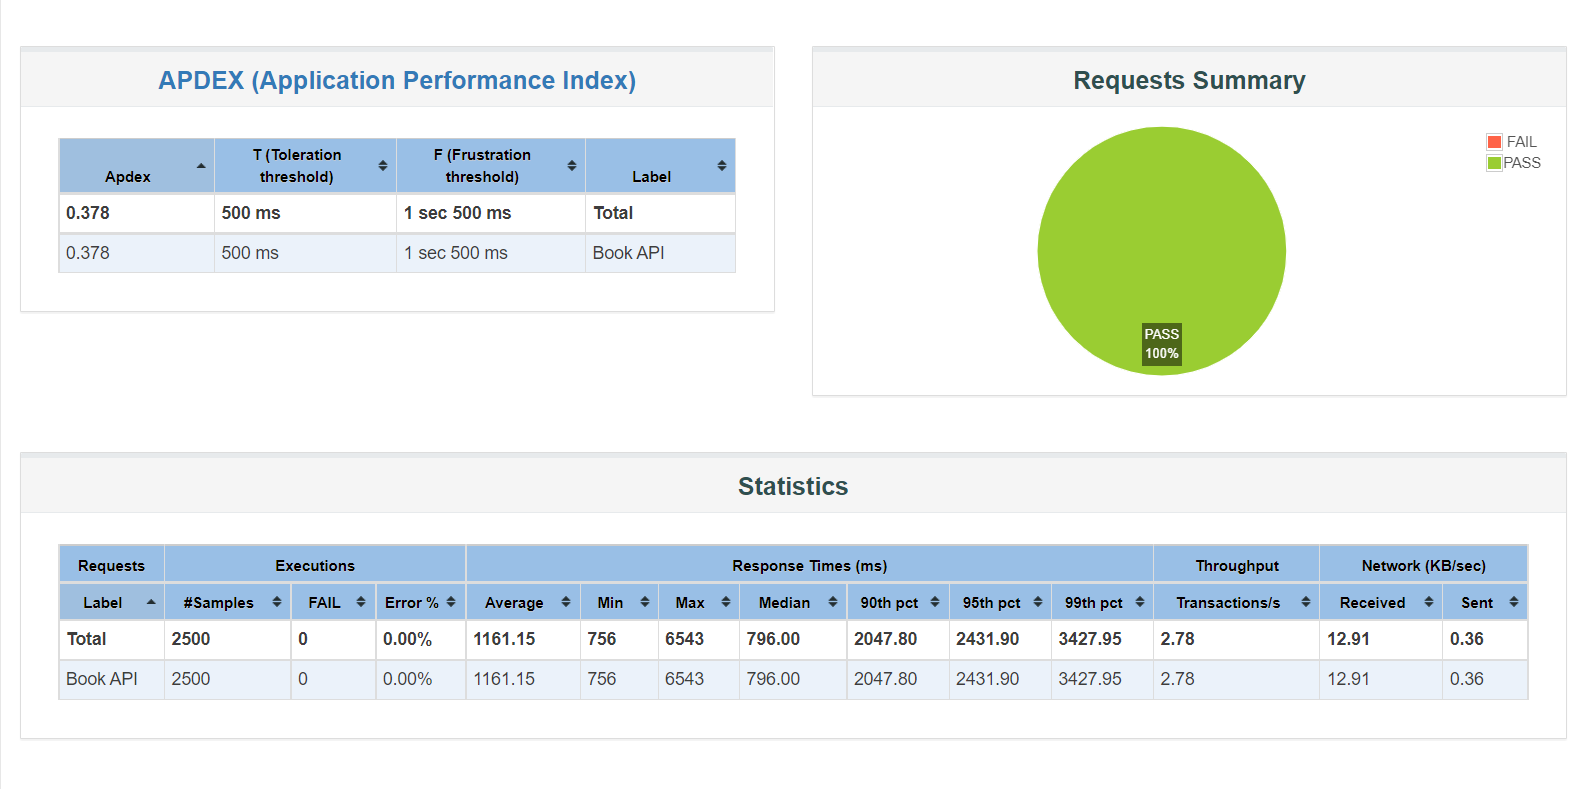 APDEX (Application Performance Index)
Apdex T (Toleration threshold) F (Frustration threshold) Label
0.378 500 ms 1 sec 500 ms Total
0.378 500 ms 1 sec 500 ms Book API
Requests Summary
FAIL
PASS
PASS
100%
Statistics
Requests Executions Response Times (ms) Throughput Network (KB/sec)
Label #Samples FAIL Error % Average Min Max Median 90th pct 95th pct 99th pct Transactions/s Received Sent
Total 2500 0 0.00% 1161.15 756 6543 796.00 2047.80 2431.90 3427.95 2.78 12.91 0.36
Book API 2500 0 0.00% 1161.15 756 6543 796.00 2047.80 2431.90 3427.95 2.78 12.91 0.36